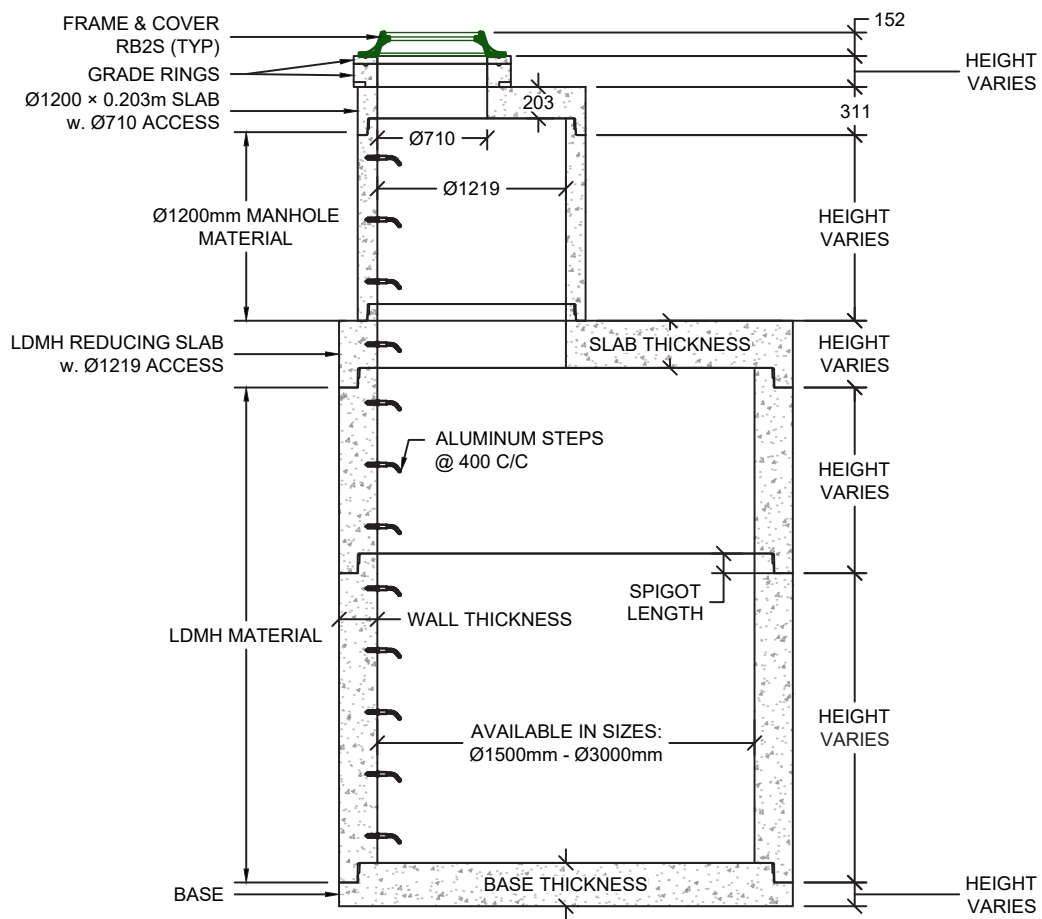 FRAME & COVER
RB2S (TYP)
152
GRADE RINGS
HEIGHT
VARIES
Ø1200 × 0.203m SLAB
w. Ø710 ACCESS
203
311
Ø710
Ø1219
Ø1200mm MANHOLE
MATERIAL
HEIGHT
VARIES
LDMH REDUCING SLAB
w. Ø1219 ACCESS
SLAB THICKNESS
HEIGHT
VARIES
ALUMINUM STEPS
@ 400 C/C
HEIGHT
VARIES
SPIGOT
LENGTH
WALL THICKNESS
LDMH MATERIAL
AVAILABLE IN SIZES:
Ø1500mm - Ø3000mm
HEIGHT
VARIES
BASE
BASE THICKNESS
HEIGHT
VARIES